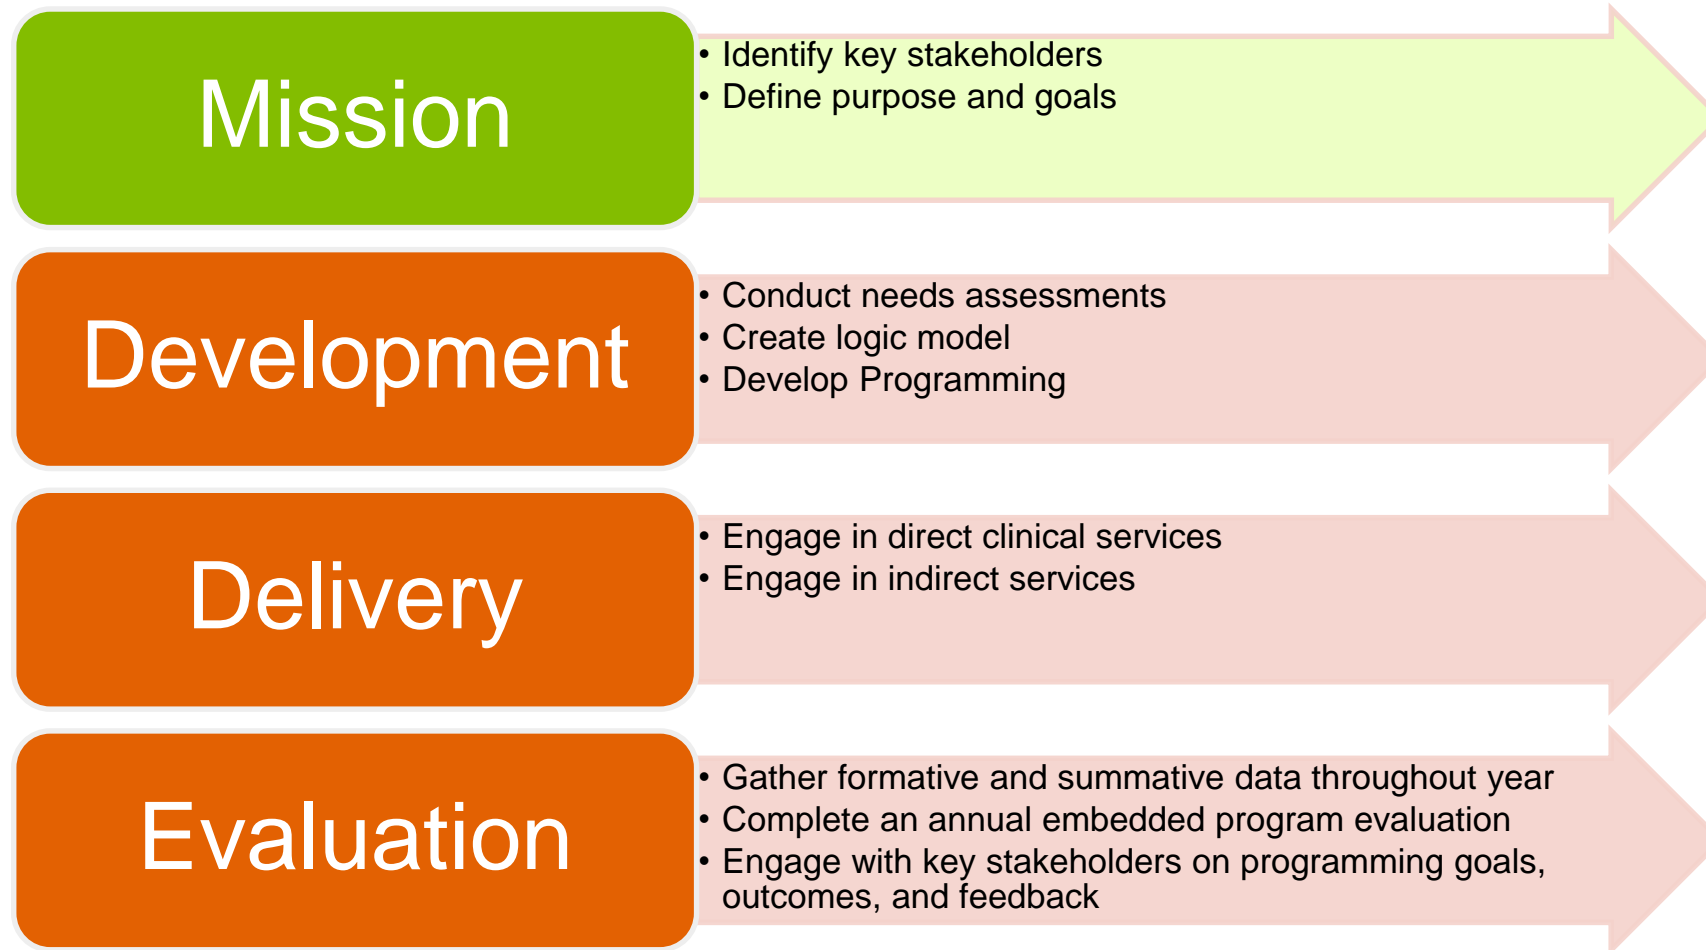 Mission
• Identify key stakeholders
• Define purpose and goals
Development
• Conduct needs assessments
• Create logic model
• Develop Programming
Delivery
• Engage in direct clinical services
• Engage in indirect services
Evaluation
• Gather formative and summative data throughout year
• Complete an annual embedded program evaluation
• Engage with key stakeholders on programming goals,
outcomes, and feedback